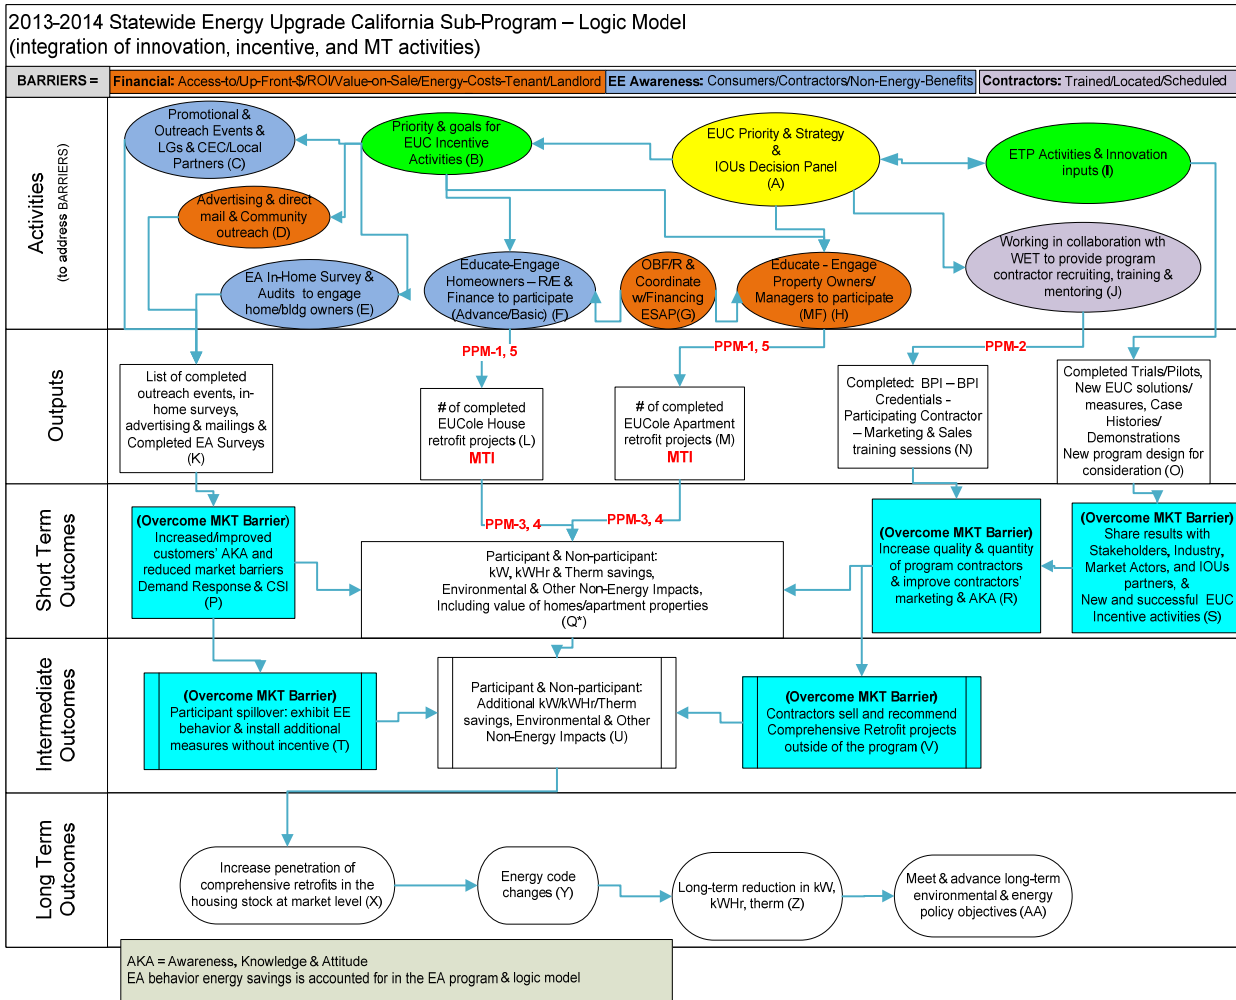 2013-2014 Statewide Energy Upgrade California Sub-Program – Logic Model
(integration of innovation, incentive, and MT activities)
BARRIERS =
Financial: Access-to/Up-Front-$/ROI/Value-on-Sale/Energy-Costs-Tenant/Landlord
EE Awareness: Consumers/Contractors/Non-Energy-Benefits
Contractors: Trained/Located/Scheduled
Activities
(to address BARRIERS)
Promotional &
Outreach Events &
LGs & CEC/Local
Partners (C)
Priority & goals for
EUC Incentive
Activities (B)
EUC Priority & Strategy
&
IOUs Decision Panel
(A)
ETP Activities & Innovation
inputs (I)
Advertising & direct
mail & Community
outreach (D)
EA In-Home Survey &
Audits to engage
home/bldg owners (E)
Educate-Engage
Homeowners – R/E &
Finance to participate
(Advance/Basic) (F)
OBF/R &
Coordinate
w/Financing
ESAP(G)
Educate - Engage
Property Owners/
Managers to participate
(MF) (H)
Working in collaboration wth
WET to provide program
contractor recruiting, training &
mentoring (J)
Outputs
PPM-1, 5
PPM-1, 5
PPM-2
List of completed
outreach events, in-
home surveys,
advertising & mailings &
Completed EA Surveys
(K)
# of completed
EUCole House
retrofit projects (L)
MTI
# of completed
EUCole Apartment
retrofit projects (M)
MTI
Completed: BPI – BPI
Credentials -
Participating Contractor
– Marketing & Sales
training sessions (N)
Completed Trials/Pilots,
New EUC solutions/
measures, Case
Histories/
Demonstrations
New program design for
consideration (O)
Short Term
Outcomes
PPM-3, 4
PPM-3, 4
(Overcome MKT Barrier)
Increased/improved
customers' AKA and
reduced market barriers
Demand Response & CSI
(P)
Participant & Non-participant:
kW, kWHr & Therm savings,
Environmental & Other Non-Energy Impacts,
Including value of homes/apartment properties
(Q*)
(Overcome MKT Barrier)
Increase quality & quantity
of program contractors
& improve contractors'
marketing & AKA (R)
(Overcome MKT Barrier)
Share results with
Stakeholders, Industry,
Market Actors, and IOUs
partners, &
New and successful EUC
Incentive activities (S)
Intermediate
Outcomes
(Overcome MKT Barrier)
Participant spillover: exhibit EE
behavior & install additional
measures without incentive (T)
Participant & Non-participant:
Additional kW/kWHr/Therm
savings, Environmental & Other
Non-Energy Impacts (U)
(Overcome MKT Barrier)
Contractors sell and recommend
Comprehensive Retrofit projects
outside of the program (V)
Long Term
Outcomes
Increase penetration of
comprehensive retrofits in the
housing stock at market level (X)
Energy code
changes (Y)
Long-term reduction in kW,
kWHr, therm (Z)
Meet & advance long-term
environmental & energy
policy objectives (AA)
AKA = Awareness, Knowledge & Attitude
EA behavior energy savings is accounted for in the EA program & logic model